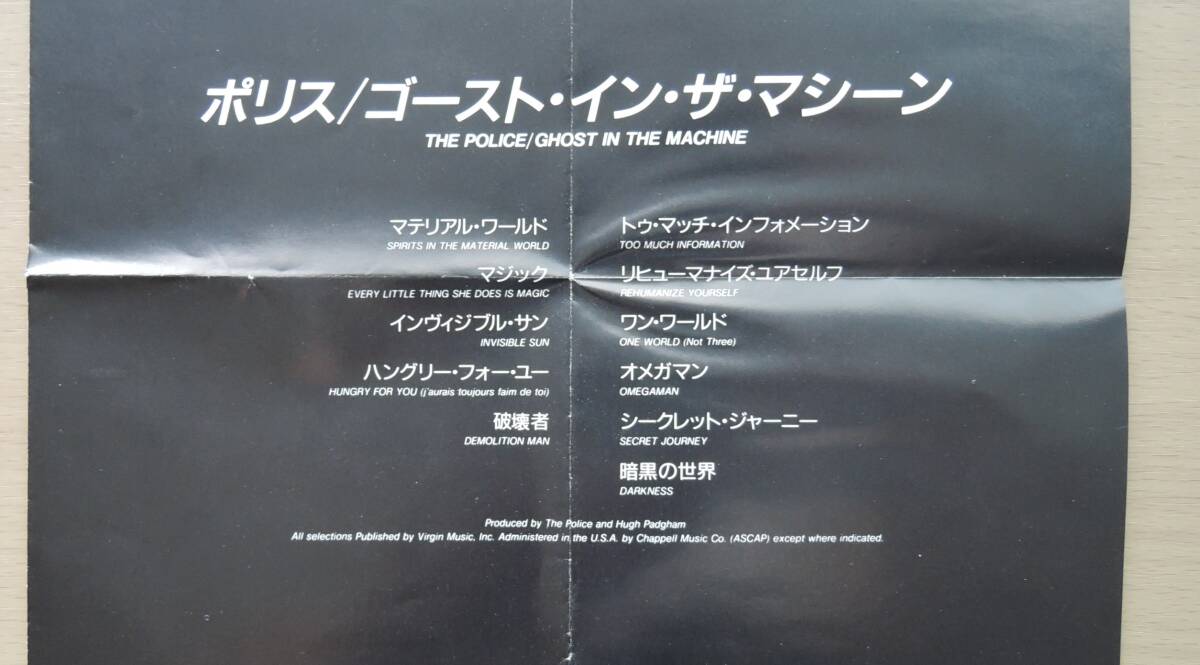 ポリス/ゴースト・イン・ザ・マシーン
THE POLICE/GHOST IN THE MACHINE
マテリアル・ワールド
SPIRITS IN THE MATERIAL WORLD
マジック
EVERY LITTLE THING SHE DOES IS MAGIC
インヴィジブル・サン
INVISIBLE SUN
ハングリー・フォー・ユー
HUNGRY FOR YOU (j'aurais toujours faim de toi)
破壊者
DEMOLITION MAN
トゥ・マッチ・インフォメーション
TOO MUCH INFORMATION
リヒューマナイズ・ユアセルフ
REHUMANIZE YOURSELF
ワン・ワールド
ONE WORLD (Not Three)
オメガマン
OMEGAMAN
シークレット・ジャーニー
SECRET JOURNEY
暗黒の世界
DARKNESS
Produced by The Police and Hugh Padgham
All selections Published by Virgin Music, Inc. Administered in the U.S.A. by Chappell Music Co. (ASCAP) except where indicated.